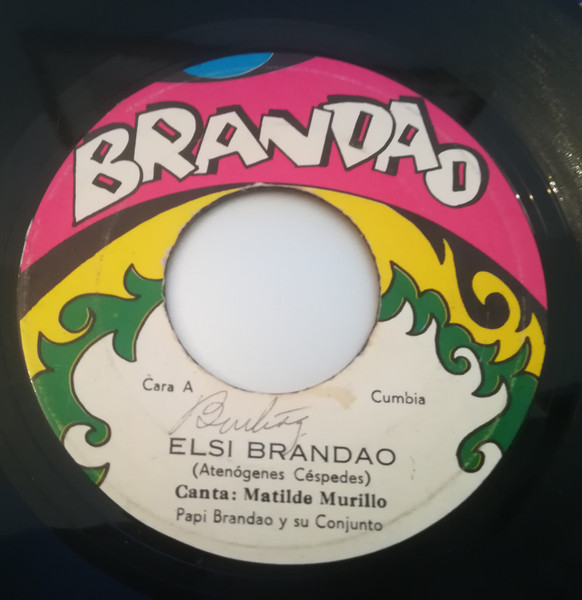 BRANDAO
Cara A
Cumbia
ELSI BRANDAO
(Atenógenes Céspedes)
Canta: Matilde Murillo
Papi Brandao y su Conjunto